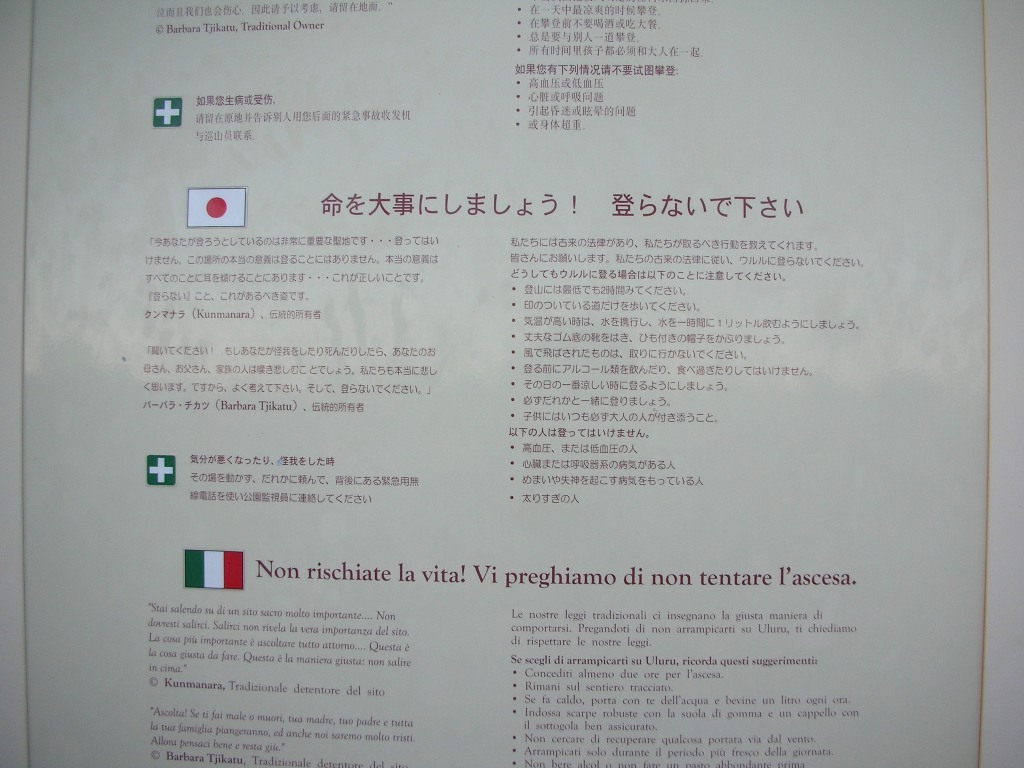 位而且我们也会伤心。因此请予以考虑，请留在地面。"
© Barbara Tjikatu, Traditional Owner
如果您生病或受伤，
请留在原地并告诉别人用您后面的紧急事故收发机
与巡山员联系。
• 在一天中最凉爽的时候攀登。
• 在攀登前不要喝酒或吃大餐。
• 总是要与别人一道攀登。
• 所有时间里孩子都必须和大人在一起。
如果您有下列情况请不要试图攀登:
• 高血压或低血压
• 心脏或呼吸问题
• 引起昏迷或眩晕的问题
• 或身体超重。
命を大事にしましょう！ 登らないで下さい
「今あなたが登ろうとしているのは非常に重要な聖地です・・・登ってはい
けません。この場所の本当の意義は登ることにはありません。本当の意義は
すべてのことに耳を傾けることにあります・・・これが正しいことです。
『登らない』こと、これがあるべき姿です。
クンマナラ（Kunmanara）、伝統的所有者
「聞いてください！ もしあなたが怪我をしたり死んだりしたら、あなたのお
母さん、お父さん、家族の人は嘆き悲しむことでしょう。私たちも本当に悲し
く思います。ですから、よく考えて下さい。そして、登らないでください。」
バーバラ・チカツ（Barbara Tjikatu）、伝統的所有者
気分が悪くなったり、怪我をした時
その場を動かず、だれかに頼んで、背後にある緊急用無
線電話を使い公園監視員に連絡してください
私たちには古来の法律があり、私たちが取るべき行動を教えてくれます。
皆さんにお願いします。私たちの古来の法律に従い、ウルルに登らないでください。
どうしてもウルルに登る場合は以下のことに注意してください。
• 登山には最低でも2時間みてください。
• 印のついている道だけを歩いてください。
• 気温が高い時は、水を携行し、水を一時間に１リットル飲むようにしましょう。
• 丈夫なゴム底の靴をはき、ひも付きの帽子をかぶりましょう。
• 風で飛ばされたものは、取りに行かないでください。
• 登る前にアルコール類を飲んだり、食べ過ぎたりしてはいけません。
• その日の一番涼しい時に登るようにしましょう。
• 必ずだれかと一緒に登りましょう。
• 子供にはいつも必ず大人の人が付き添うこと。
以下の人は登ってはいけません。
• 高血圧、または低血圧の人
• 心臓または呼吸器系の病気がある人
• めまいや失神を起こす病気をもっている人
• 太りすぎの人
Non rischiate la vita! Vi preghiamo di non tentare l'ascesa.
"Stai salendo su di un sito sacro molto importante.... Non
dovresti salirci. Salirci non rivela la vera importanza del sito.
La cosa più importante è ascoltare tutto attorno.... Questa è
la cosa giusta da fare. Questa è la maniera giusta: non salire
in cima."
© Kunmanara, Tradizionale detentore del sito
"Ascolta! Se ti fai male o muori, tua madre, tuo padre e tutta
la tua famiglia piangeranno, ed anche noi saremo molto tristi.
Allora pensaci bene e resta giù."
© Barbara Tjikatu, Tradizionale detentore del sito
Le nostre leggi tradizionali ci insegnano la giusta maniera di
comportarsi. Pregandoti di non arrampicarti su Uluru, ti chiediamo
di rispettare le nostre leggi.
Se scegli di arrampicarti su Uluru, ricorda questi suggerimenti:
• Concediti almeno due ore per l'ascesa.
• Rimani sul sentiero tracciato.
• Se fa caldo, porta con te dell'acqua e bevine un litro ogni ora.
• Indossa scarpe robuste con la suola di gomma e un cappello con
il sottogola ben assicurato.
• Non cercare di recuperare qualcosa portata via dal vento.
• Arrampicati solo durante il periodo più fresco della giornata.
• Non bere alcol o non fare un pasto abbondante prima